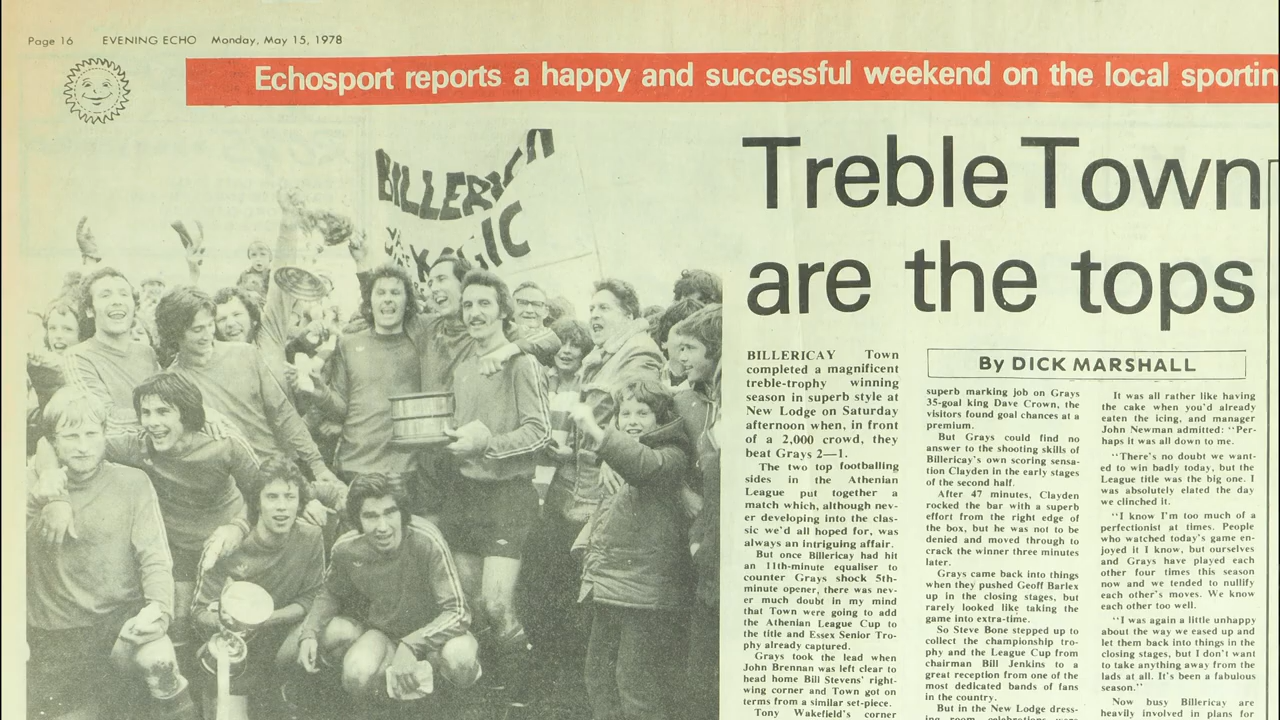 Page 16 EVENING ECHO Monday, May 15, 1978
Echosport reports a happy and successful weekend on the local sportin
BILLERICA
MAGIC
Treble Town
are the tops
By DICK MARSHALL
BILLERICAY Town
completed a magnificent
treble-trophy winning
season in superb style at
New Lodge on Saturday
afternoon when, in front
of a 2,000 crowd, they
beat Grays 2—1.
The two top footballing
sides in the Athenian
League put together a
match which, although nev-
er developing into the clas-
sic we'd all hoped for, was
always an intriguing affair.
But once Billericay had hit
an 11th-minute equaliser to
counter Grays shock 5th-
minute opener, there was nev-
er much doubt in my mind
that Town were going to add
the Athenian League Cup to
the title and Essex Senior Tro-
phy already captured.
Grays took the lead when
John Brennan was left clear to
head home Bill Stevens' right-
wing corner and Town got on
terms from a similar set-piece.
Tony Wakefield's corner
superb marking job on Grays
35-goal king Dave Crown, the
visitors found goal chances at a
premium.
But Grays could find no
answer to the shooting skills of
Billericay's own scoring sensa-
tion Clayden in the early stages
of the second half.
After 47 minutes, Clayden
rocked the bar with a superb
effort from the right edge of
the box, but he was not to be
denied and moved through to
crack the winner three minutes
later.
Grays came back into things
when they pushed Geoff Barlex
up in the closing stages, but
rarely looked like taking the
game into extra-time.
So Steve Bone stepped up to
collect the championship tro-
phy and the League Cup from
chairman Bill Jenkins to a
great reception from one of the
most dedicated bands of fans
in the country.
But in the New Lodge dress-
ing room celebrations were
It was all rather like having
the cake when you'd already
eaten the icing, and manager
John Newman admitted: "Per-
haps it was all down to me.
"There's no doubt we want-
ed to win badly today, but the
League title was the big one. I
was absolutely elated the day
we clinched it.
"I know I'm too much of a
perfectionist at times. People
who watched today's game en-
joyed it I know, but ourselves
and Grays have played each
other four times this season
now and we tended to nullify
each other's moves. We know
each other too well.
"I was again a little unhappy
about the way we eased up and
let them back into things in the
closing stages, but I don't want
to take anything away from the
lads at all. It's been a fabulous
season."
Now busy Billericay are
heavily involved in plans for